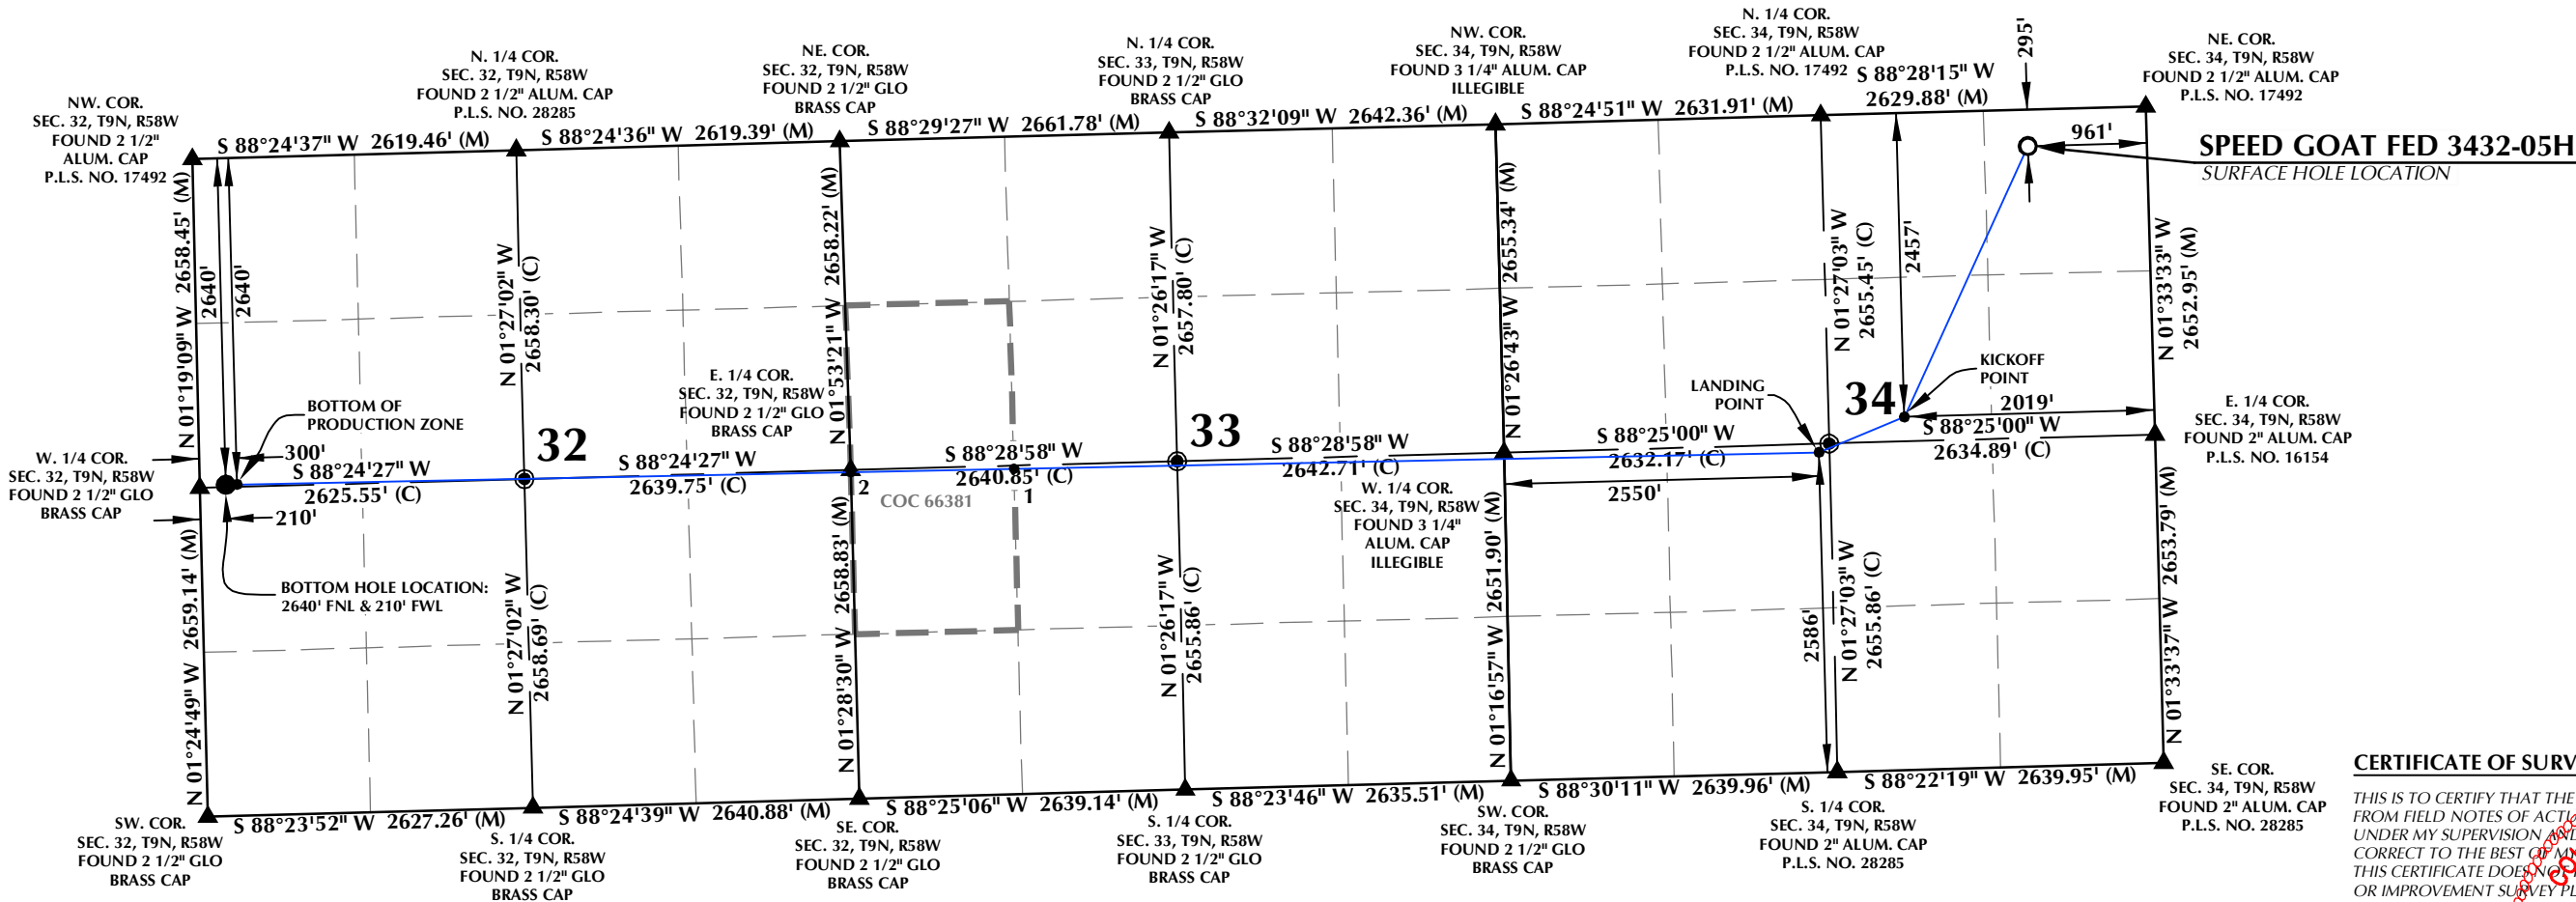 NW. COR.
SEC. 32, T9N, R58W
FOUND 2 1/2"
ALUM. CAP
P.L.S. NO. 17492
N. 1/4 COR.
SEC. 32, T9N, R58W
FOUND 2 1/2" ALUM. CAP
P.L.S. NO. 28285
NE. COR.
SEC. 32, T9N, R58W
FOUND 2 1/2" GLO
BRASS CAP
N. 1/4 COR.
SEC. 33, T9N, R58W
FOUND 2 1/2" GLO
BRASS CAP
NW. COR.
SEC. 34, T9N, R58W
FOUND 3 1/4" ALUM. CAP
ILLEGIBLE
N. 1/4 COR.
SEC. 34, T9N, R58W
FOUND 2 1/2" ALUM. CAP
P.L.S. NO. 17492
295'
NE. COR.
SEC. 34, T9N, R58W
FOUND 2 1/2" ALUM. CAP
P.L.S. NO. 17492
S 88°24'37" W 2619.46' (M)
S 88°24'36" W 2619.39' (M)
S 88°29'27" W 2661.78' (M)
S 88°32'09" W 2642.36' (M)
S 88°24'51" W 2631.91' (M)
S 88°28'15" W
2629.88' (M)
961'
SPEED GOAT FED 3432-05H
SURFACE HOLE LOCATION
N 01°19'09" W 2658.45' (M)
2640'
2640'
N 01°27'02" W
2658.30' (C)
N 01°53'21" W 2658.22' (M)
N 01°26'17" W
2657.80' (C)
N 01°26'43" W 2655.34' (M)
N 01°27'03" W
2655.45' (C)
2457'
N 01°33'33" W
2652.95' (M)
BOTTOM OF
PRODUCTION ZONE
300'
E. 1/4 COR.
SEC. 32, T9N, R58W
FOUND 2 1/2" GLO
BRASS CAP
LANDING
POINT
KICKOFF
POINT
2019'
32
33
34
W. 1/4 COR.
SEC. 32, T9N, R58W
FOUND 2 1/2" GLO
BRASS CAP
E. 1/4 COR.
SEC. 34, T9N, R58W
FOUND 2" ALUM. CAP
P.L.S. NO. 16154
S 88°24'27" W
2625.55' (C)
S 88°24'27" W
2639.75' (C)
S 88°28'58" W
2640.85' (C)
S 88°28'58" W
2642.71' (C)
S 88°25'00" W
2632.17' (C)
S 88°25'00" W
2634.89' (C)
210'
2
1
COC 66381
2550'
W. 1/4 COR.
SEC. 34, T9N, R58W
FOUND 3 1/4"
ALUM. CAP
ILLEGIBLE
BOTTOM HOLE LOCATION:
2640' FNL & 210' FWL
N 01°24'49" W 2659.14' (M)
N 01°27'02" W
2658.69' (C)
N 01°28'30" W 2658.83' (M)
N 01°26'17" W
2655.86' (C)
N 01°16'57" W 2651.90' (M)
2586'
N 01°27'03" W
2655.86' (C)
N 01°33'37" W 2653.79' (M)
S 88°23'52" W 2627.26' (M)
S 88°24'39" W 2640.88' (M)
S 88°25'06" W 2639.14' (M)
S 88°23'46" W 2635.51' (M)
S 88°30'11" W 2639.96' (M)
S 88°22'19" W 2639.95' (M)
SW. COR.
SEC. 32, T9N, R58W
FOUND 2 1/2" GLO
BRASS CAP
S. 1/4 COR.
SEC. 32, T9N, R58W
FOUND 2 1/2" GLO
BRASS CAP
SE. COR.
SEC. 32, T9N, R58W
FOUND 2 1/2" GLO
BRASS CAP
S. 1/4 COR.
SEC. 33, T9N, R58W
FOUND 2 1/2" GLO
BRASS CAP
SW. COR.
SEC. 34, T9N, R58W
FOUND 2 1/2" GLO
BRASS CAP
S. 1/4 COR.
SEC. 34, T9N, R58W
FOUND 2" ALUM. CAP
P.L.S. NO. 28285
SE. COR.
SEC. 34, T9N, R58W
FOUND 2" ALUM. CAP
P.L.S. NO. 28285
CERTIFICATE OF SURV
THIS IS TO CERTIFY THAT THE
FROM FIELD NOTES OF ACTU
UNDER MY SUPERVISION AND
CORRECT TO THE BEST OF MY
THIS CERTIFICATE DOES NOT
OR IMPROVEMENT SURVEY PL